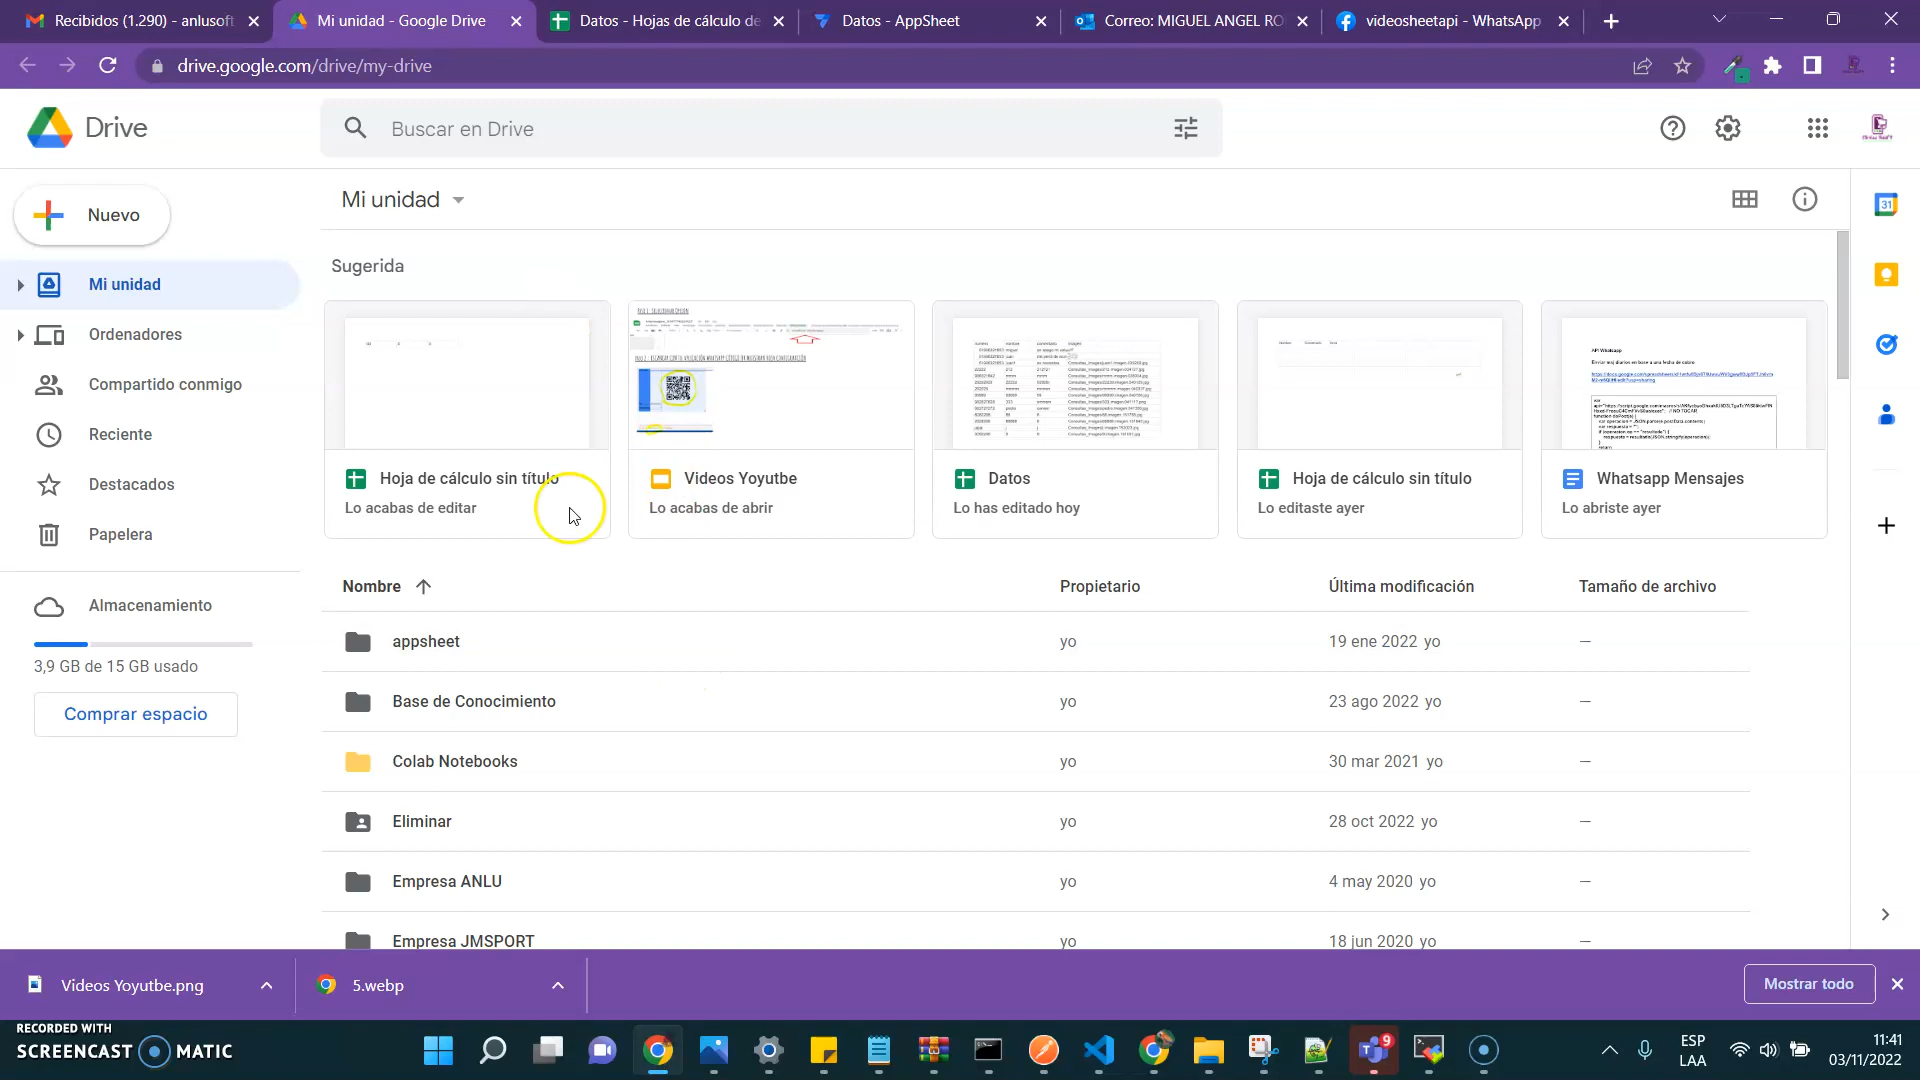 Recibidos (1.290) - anlusoft
Mi unidad - Google Drive
Datos - Hojas de cálculo de
Datos - AppSheet
Correo: MIGUEL ANGEL RO
videosheetapi - WhatsApp
drive.google.com/drive/my-drive
Drive
Buscar en Drive
Nuevo
Mi unidad
Mi unidad
Ordenadores
Compartido conmigo
Reciente
Destacados
Papelera
Almacenamiento
3,9 GB de 15 GB usado
Comprar espacio
Sugerida
API Whatsapp
Hoja de cálculo sin título
Lo acabas de editar
Videos Yoyutbe
Lo acabas de abrir
Datos
Lo has editado hoy
Hoja de cálculo sin título
Lo editaste ayer
Whatsapp Mensajes
Lo abriste ayer
Nombre Propietario Última modificación Tamaño de archivo
appsheet yo 19 ene 2022 yo —
Base de Conocimiento yo 23 ago 2022 yo —
Colab Notebooks yo 30 mar 2021 yo —
Eliminar yo 28 oct 2022 yo —
Empresa ANLU yo 4 may 2020 yo —
Empresa JMSPORT yo 18 jun 2020 yo —
31
Videos Yoyutbe.png
5.webp
Mostrar todo
RECORDED WITH
SCREENCAST MATIC
9
ESP
LAA
11:41
03/11/2022